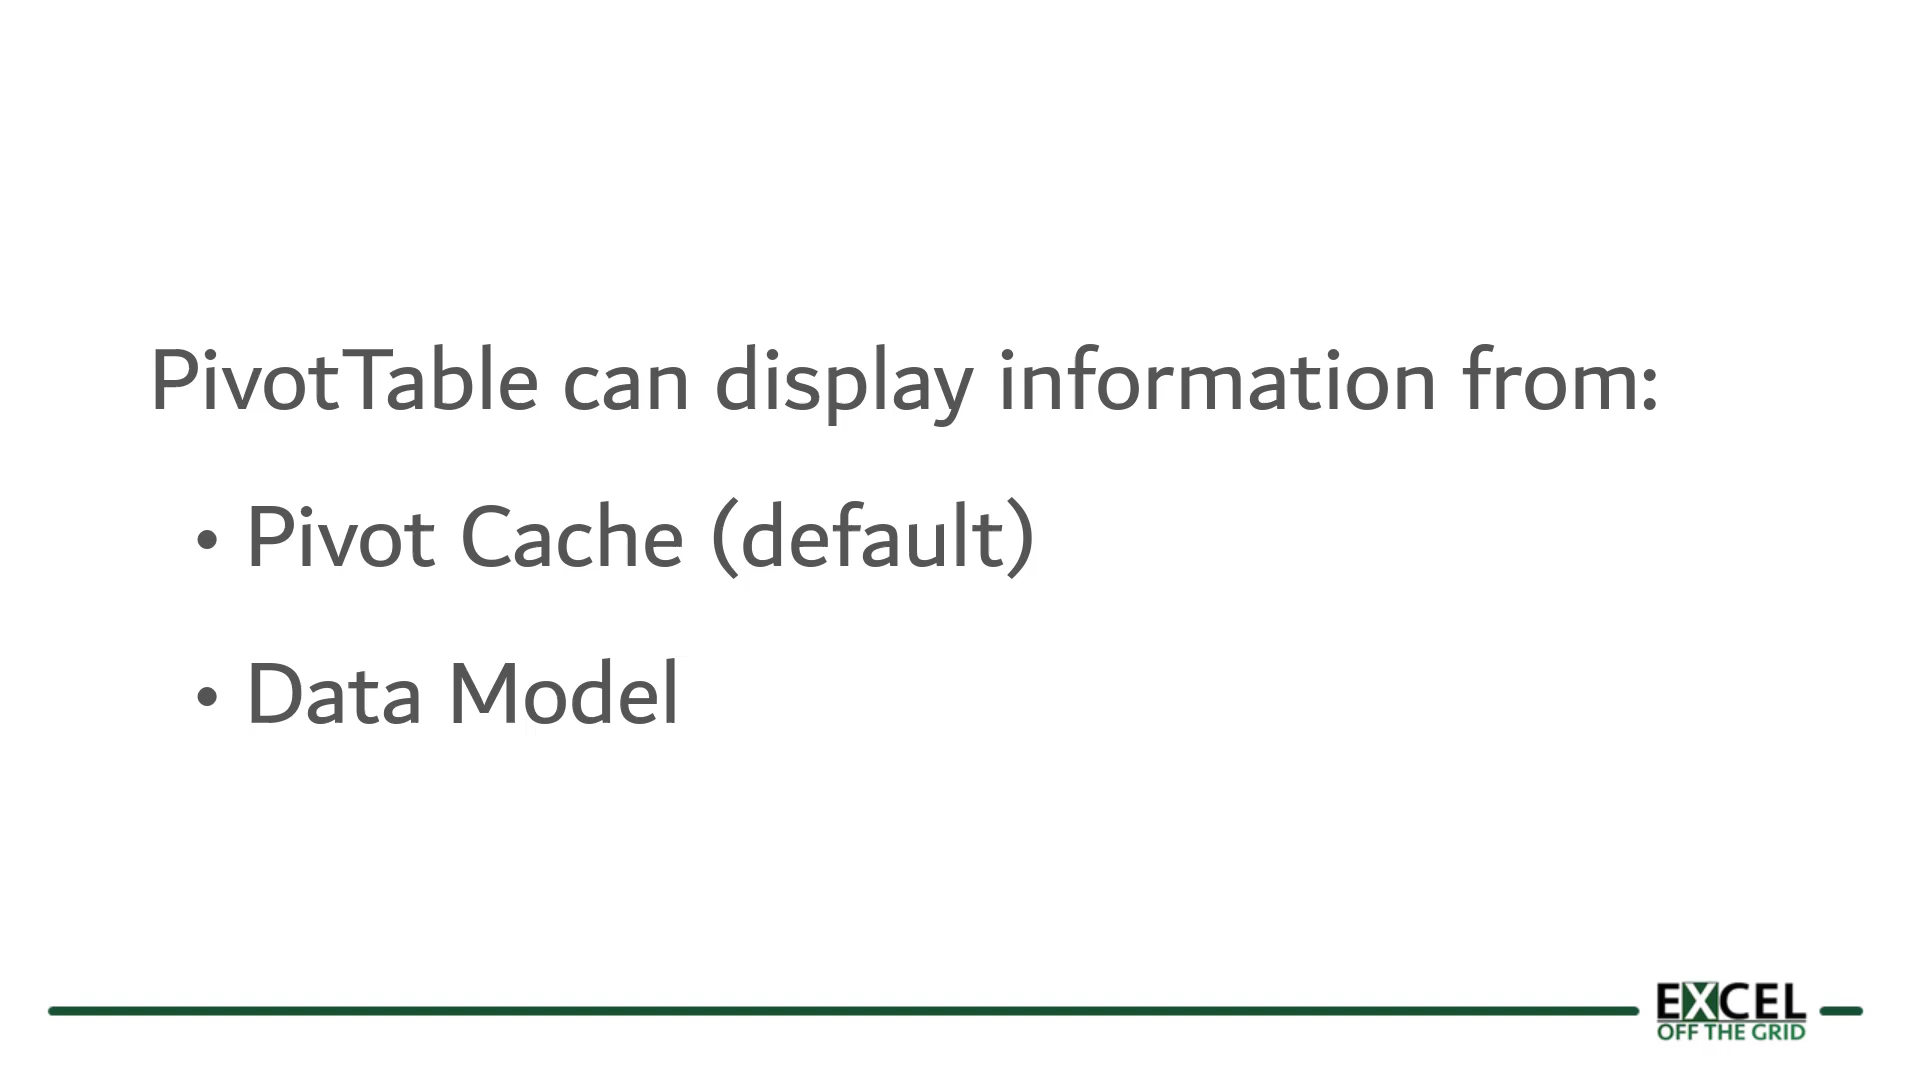 PivotTable can display information from:
• Pivot Cache (default)
• Data Model
EXCEL
OFF THE GRID